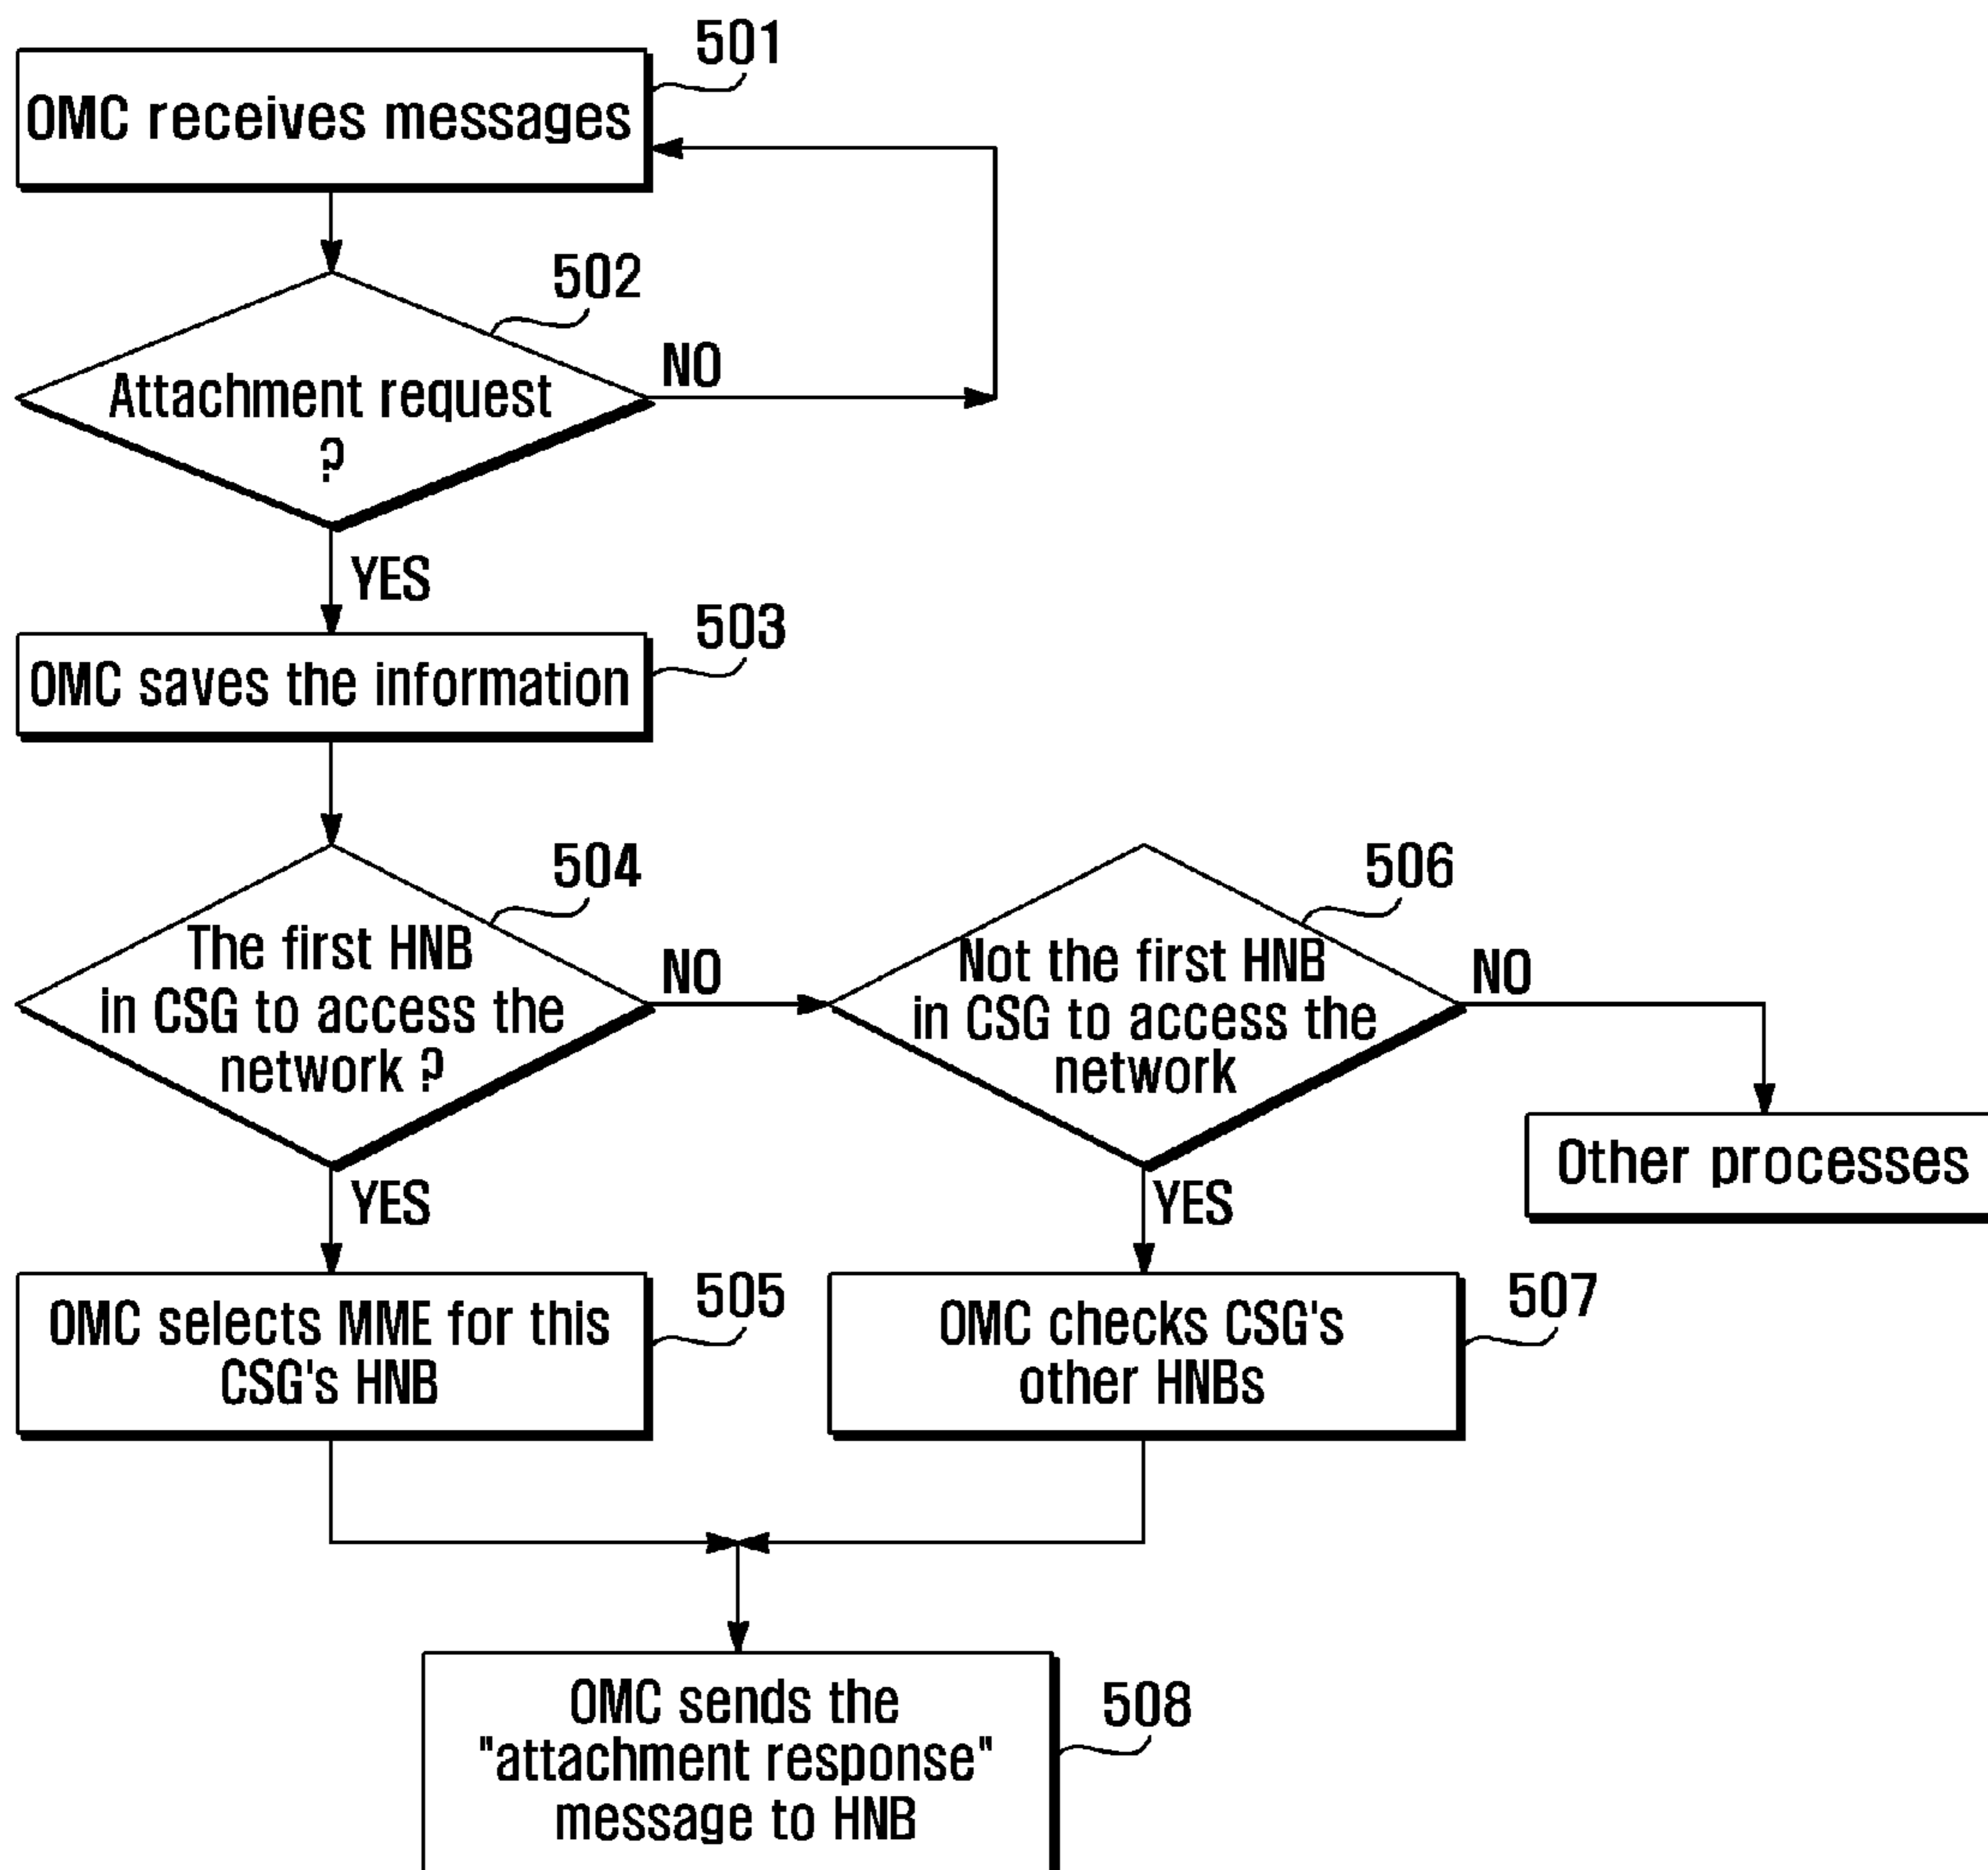 501
OMC receives messages
502
Attachment request
?
NO
YES
503
OMC saves the information
504
The first HNB
in CSG to access the
network ?
NO
YES
506
Not the first HNB
in CSG to access the
network
NO
YES
Other processes
505
OMC selects MME for this
CSG's HNB
507
OMC checks CSG's
other HNBs
508
OMC sends the
"attachment response"
message to HNB